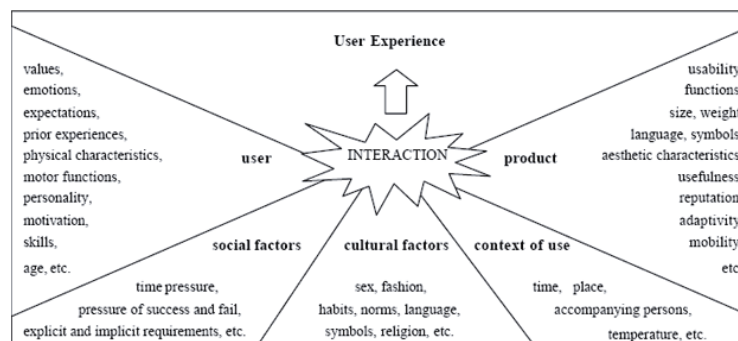 User Experience
INTERACTION
user
values,
emotions,
expectations,
prior experiences,
physical characteristics,
motor functions,
personality,
motivation,
skills,
age, etc.
product
usability
functions
size, weight
language, symbols
aesthetic characteristics
usefulness
reputation
adaptivity
mobility
etc
social factors
time pressure,
pressure of success and fail,
explicit and implicit requirements, etc.
cultural factors
sex, fashion,
habits, norms, language,
symbols, religion, etc.
context of use
time, place,
accompanying persons,
temperature, etc.